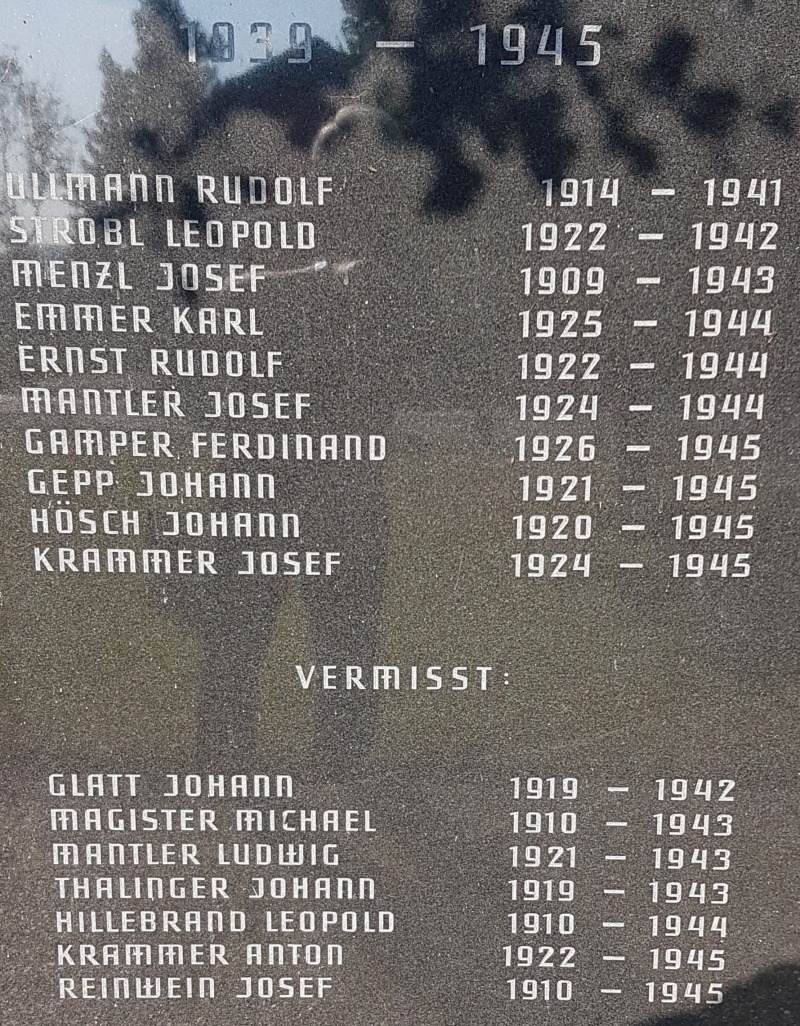 1939 – 1945
ULLMANN RUDOLF 1914 – 1941
STROBL LEOPOLD 1922 – 1942
MENZL JOSEF 1909 – 1943
EMMER KARL 1925 – 1944
ERNST RUDOLF 1922 – 1944
MANTLER JOSEF 1924 – 1944
GAMPER FERDINAND 1926 – 1945
GEPP JOHANN 1921 – 1945
HÖSCH JOHANN 1920 – 1945
KRAMMER JOSEF 1924 – 1945
VERMISST:
GLATT JOHANN 1919 – 1942
MAGISTER MICHAEL 1910 – 1943
MANTLER LUDWIG 1921 – 1943
THALINGER JOHANN 1919 – 1943
HILLEBRAND LEOPOLD 1910 – 1944
KRAMMER ANTON 1922 – 1945
REINWEIN JOSEF 1910 – 1945